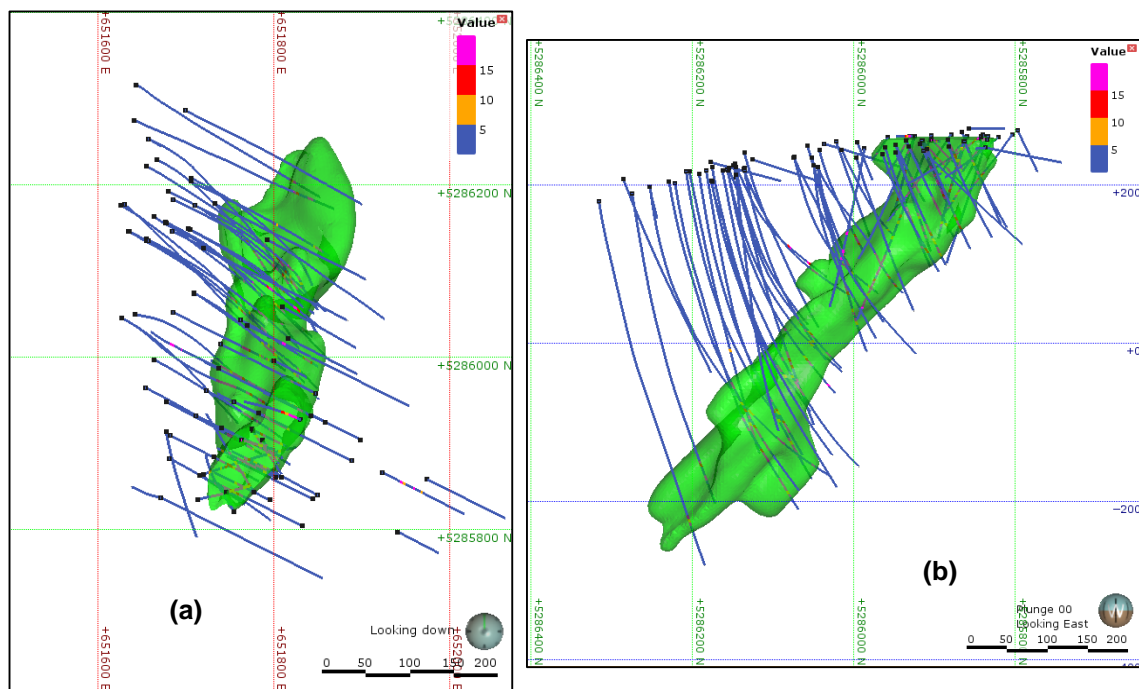 +651600 E
+651800 E
Value
15
10
5
+5286200 N
+5286000 N
+5285800 N
(a)
Looking down
+651600 E
+651800 E
0 50 100 150 200
+5286400 N
+5286200 N
+5286000 N
+5285800 N
Value
15
10
5
+200
+0
-200
(b)
Plunge 00
Looking East
+5286400 N
+5286200 N
+5286000 N
0 50 100 150 200